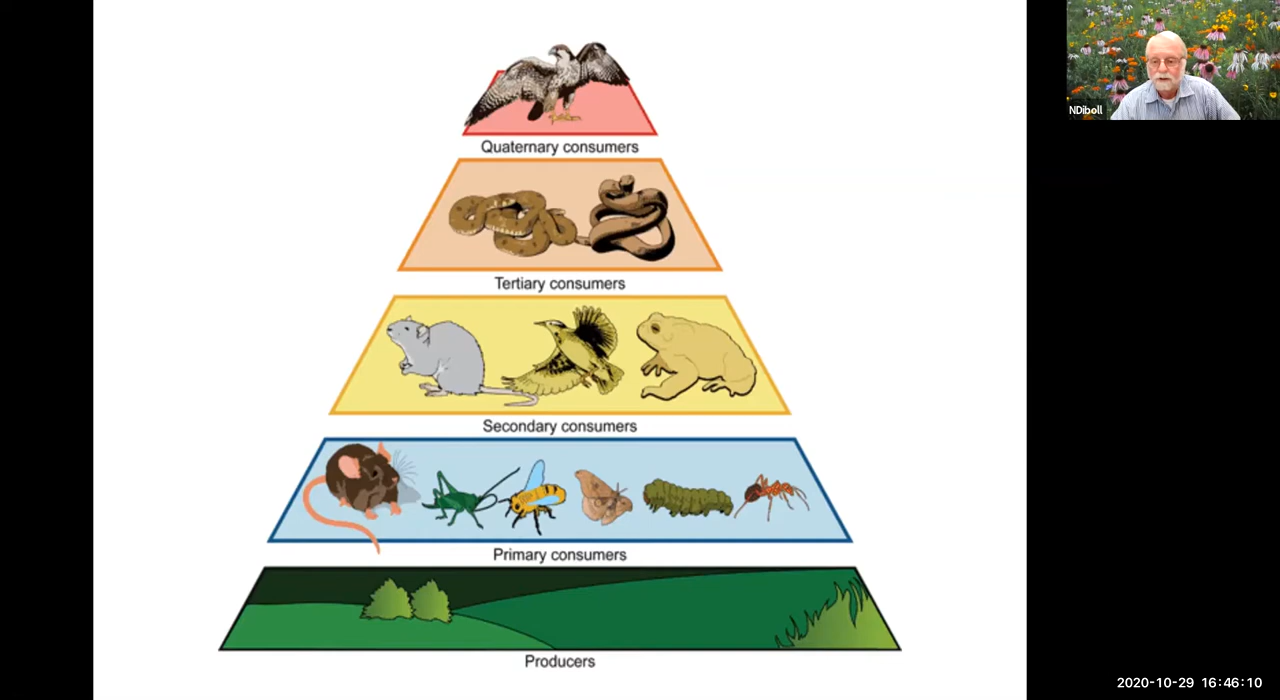 NDiboll
Quaternary consumers
Tertiary consumers
Secondary consumers
Primary consumers
Producers
2020-10-29 16:46:10